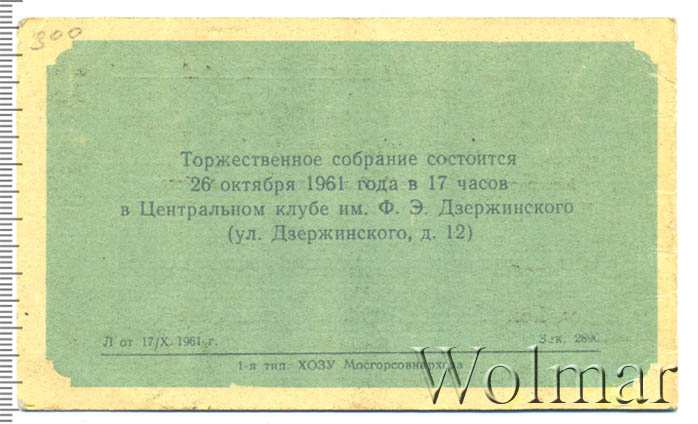 300
Торжественное собрание состоится
26 октября 1961 года в 17 часов
в Центральном клубе им. Ф. Э. Дзержинского
(ул. Дзержинского, д. 12)
Л от 17/X 1961 г.
Зак. 289
1-я тип. ХОЗУ Мосгорсовнархоза
Wolmar